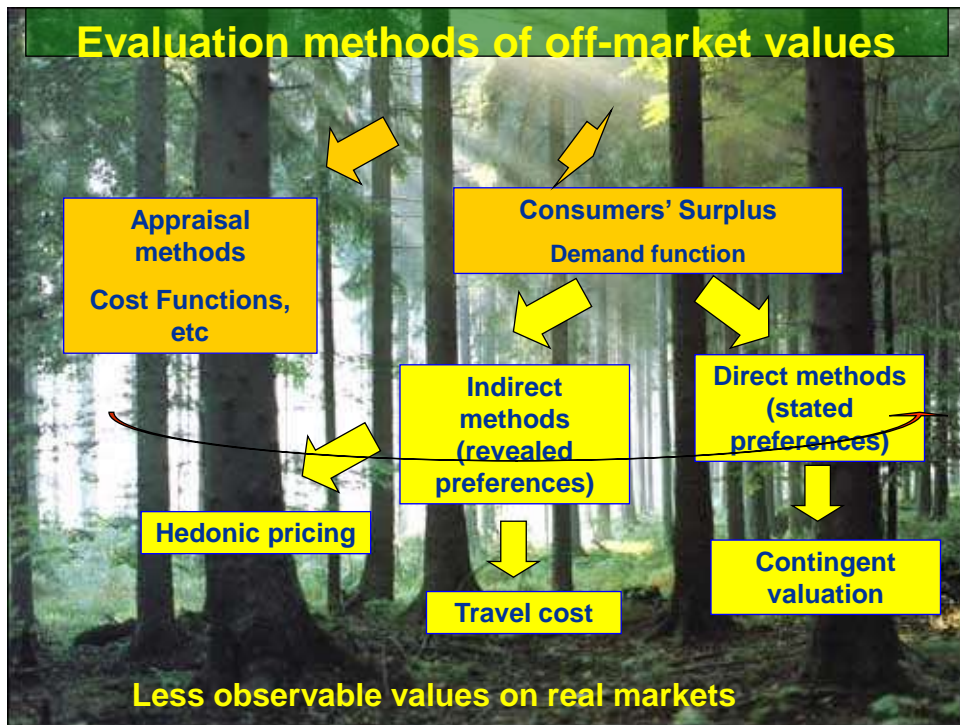 Evaluation methods of off-market values
Appraisal
methods
Cost Functions,
etc
Consumers' Surplus
Demand function
Indirect
methods
(revealed
preferences)
Direct methods
(stated
preferences)
Hedonic pricing
Travel cost
Contingent
valuation
Less observable values on real markets